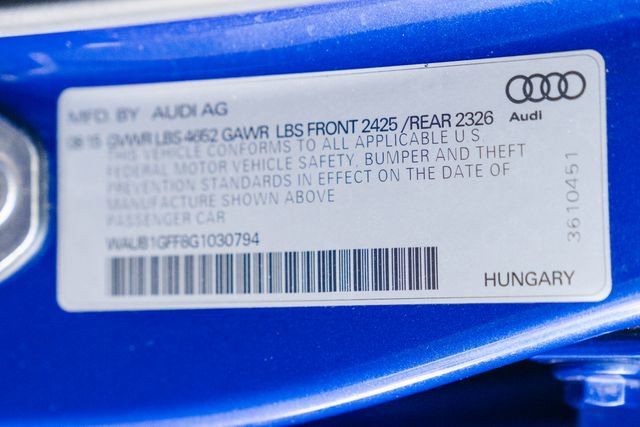 MFD. BY AUDI AG
08 15 GVWR LBS 4652 GAWR LBS FRONT 2425 /REAR 2326
THIS VEHICLE CONFORMS TO ALL APPLICABLE U.S.
FEDERAL MOTOR VEHICLE SAFETY, BUMPER AND THEFT
PREVENTION STANDARDS IN EFFECT ON THE DATE OF
MANUFACTURE SHOWN ABOVE
PASSENGER CAR
WAUB1GFF8G1030794
HUNGARY
Audi
3610451